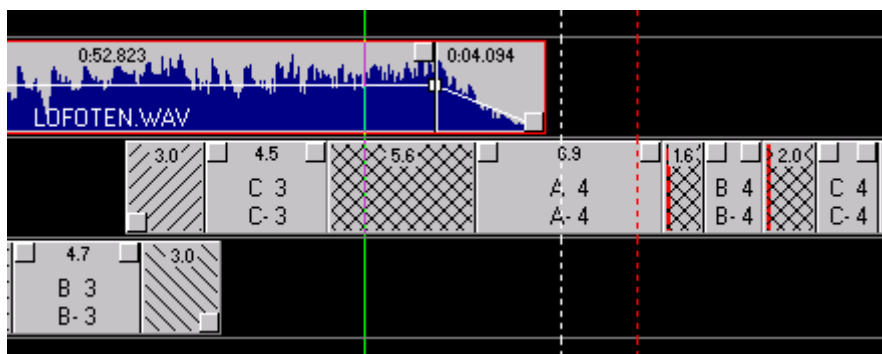 0:52.823 0:04.094
LOFOTEN.WAV
3.0 4.5 5.6 6.9 1.6 2.0
C 3 A 4 B 4 C 4
C- 3 A- 4 B- 4 C- 4
4.7 3.0
B 3
B- 3